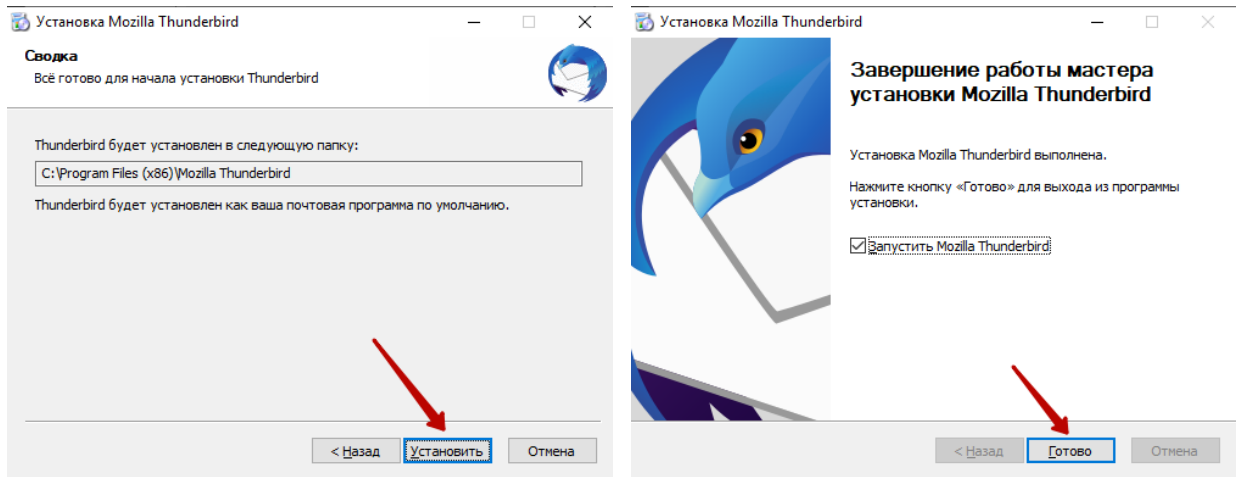 Установка Mozilla Thunderbird
Сводка
Всё готово для начала установки Thunderbird
Thunderbird будет установлен в следующую папку:
C:\Program Files (x86)\Mozilla Thunderbird
Thunderbird будет установлен как ваша почтовая программа по умолчанию.
< Назад
Установить
Отмена
Установка Mozilla Thunderbird
Завершение работы мастера
установки Mozilla Thunderbird
Установка Mozilla Thunderbird выполнена.
Нажмите кнопку «Готово» для выхода из программы
установки.
Запустить Mozilla Thunderbird
< Назад
Готово
Отмена